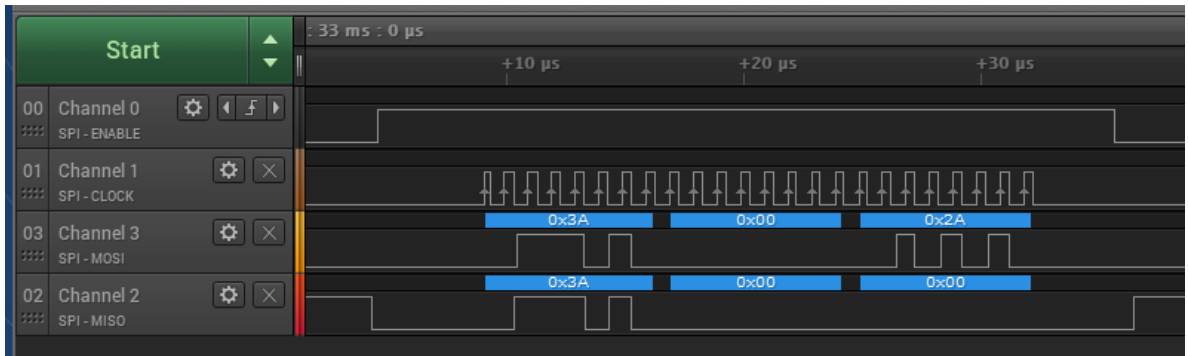 Start
: 33 ms : 0 µs
+10 µs +20 µs +30 µs
00 Channel 0
SPI - ENABLE
01 Channel 1
SPI - CLOCK
0x3A 0x00 0x2A
03 Channel 3
SPI - MOSI
0x3A 0x00 0x00
02 Channel 2
SPI - MISO